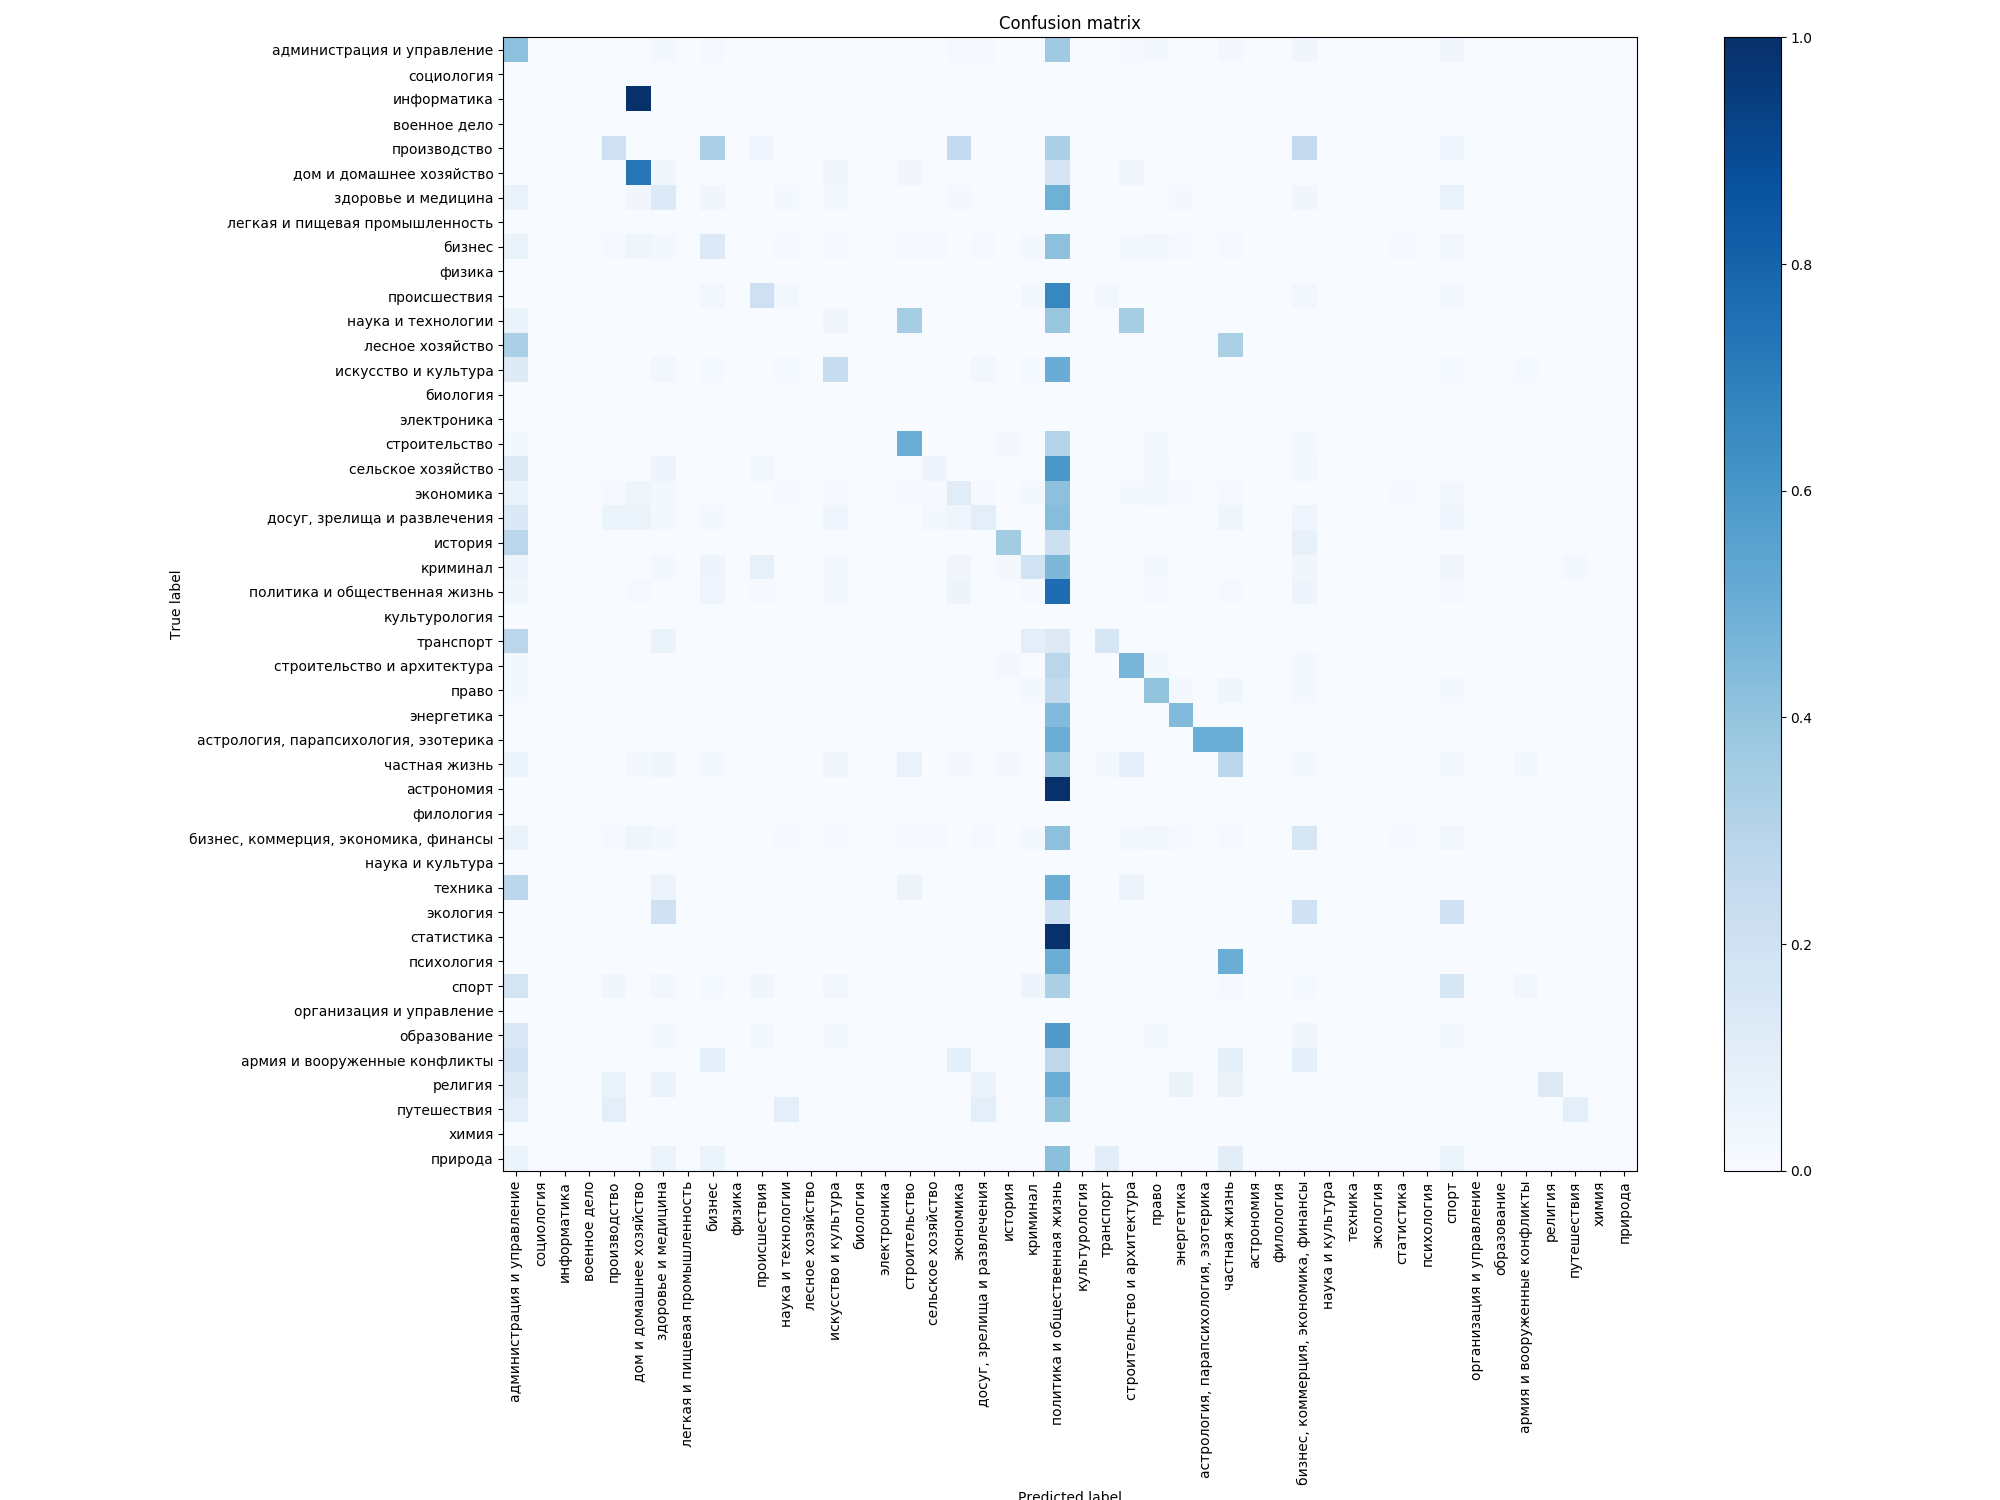 Confusion matrix
True label
администрация и управление
социология
информатика
военное дело
производство
дом и домашнее хозяйство
здоровье и медицина
легкая и пищевая промышленность
бизнес
физика
происшествия
наука и технологии
лесное хозяйство
искусство и культура
биология
электроника
строительство
сельское хозяйство
экономика
досуг, зрелища и развлечения
история
криминал
политика и общественная жизнь
культурология
транспорт
строительство и архитектура
право
энергетика
астрология, парапсихология, эзотерика
частная жизнь
астрономия
филология
бизнес, коммерция, экономика, финансы
наука и культура
техника
экология
статистика
психология
спорт
организация и управление
образование
армия и вооруженные конфликты
религия
путешествия
химия
природа
администрация и управление
социология
информатика
военное дело
производство
дом и домашнее хозяйство
здоровье и медицина
легкая и пищевая промышленность
бизнес
физика
происшествия
наука и технологии
лесное хозяйство
искусство и культура
биология
электроника
строительство
сельское хозяйство
экономика
досуг, зрелища и развлечения
история
криминал
политика и общественная жизнь
культурология
транспорт
строительство и архитектура
право
энергетика
астрология, парапсихология, эзотерика
частная жизнь
астрономия
филология
бизнес, коммерция, экономика, финансы
наука и культура
техника
экология
статистика
психология
спорт
организация и управление
образование
армия и вооруженные конфликты
религия
путешествия
химия
природа
Predicted label
1.0
0.8
0.6
0.4
0.2
0.0